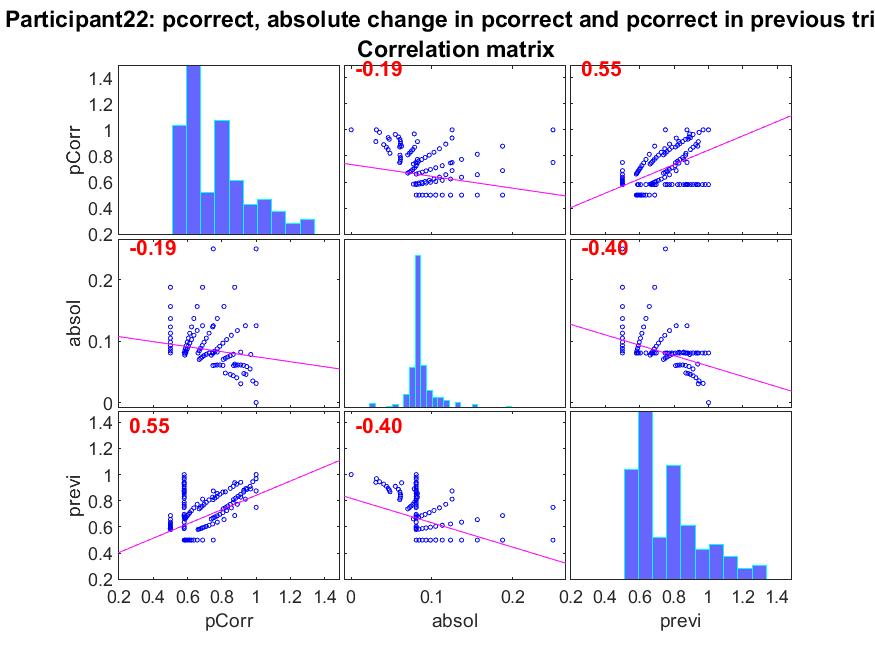 Participant22: pcorrect, absolute change in pcorrect and pcorrect in previous tri
Correlation matrix
pCorr
1.4
1.2
1
0.8
0.6
0.4
0.2
-0.19
0.55
absol
0.2
0.1
0
-0.19
-0.40
previ
1.4
1.2
1
0.8
0.6
0.4
0.2
0.55
-0.40
0.2 0.4 0.6 0.8 1 1.2 1.4
0 0.1 0.2
0.2 0.4 0.6 0.8 1 1.2 1.4
pCorr absol previ